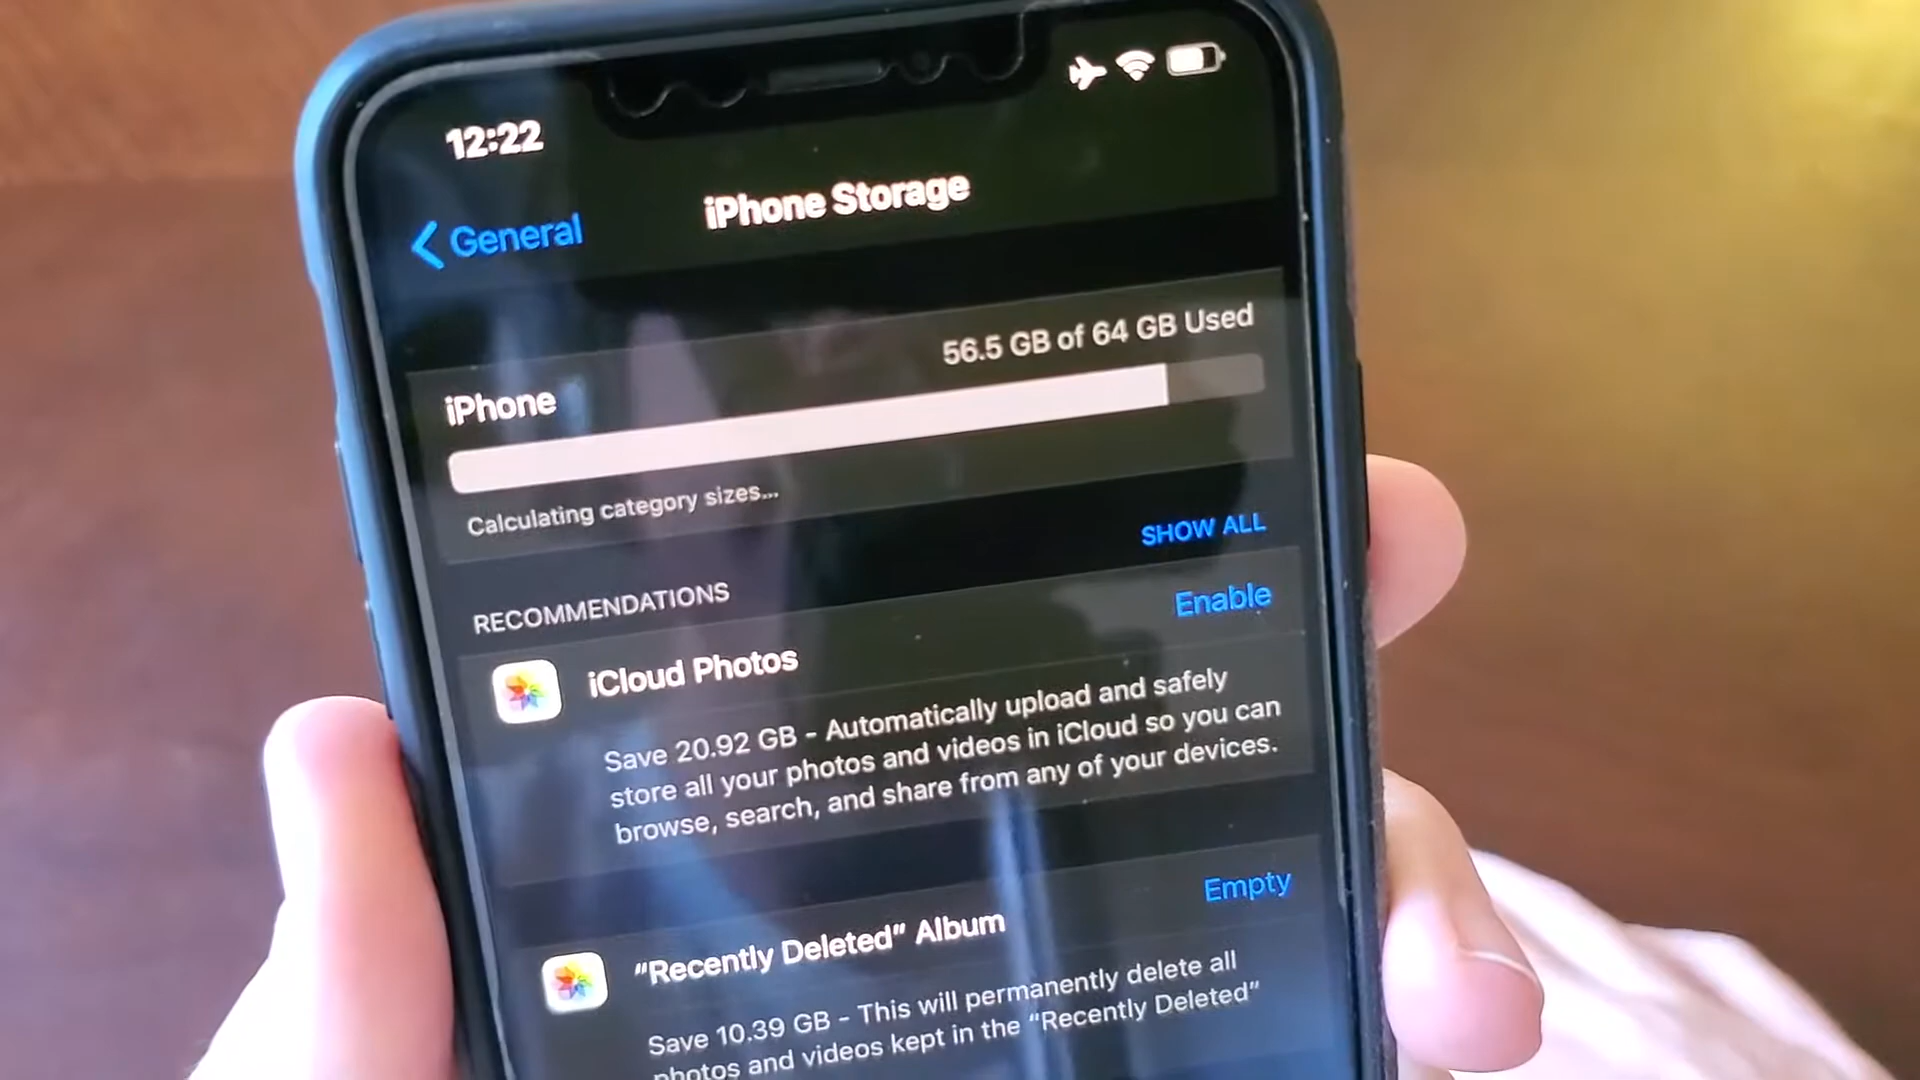 12:22
General
iPhone Storage
iPhone
56.5 GB of 64 GB Used
Calculating category sizes...
SHOW ALL
RECOMMENDATIONS
Enable
iCloud Photos
Save 20.92 GB - Automatically upload and safely
store all your photos and videos in iCloud so you can
browse, search, and share from any of your devices.
Empty
“Recently Deleted” Album
Save 10.39 GB - This will permanently delete all
photos and videos kept in the “Recently Deleted”